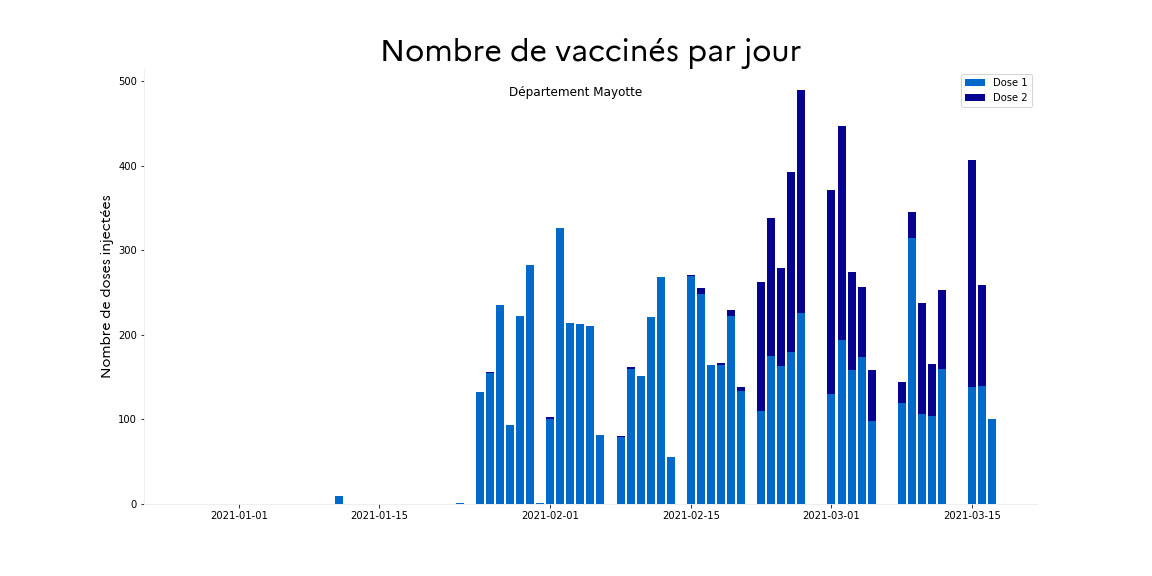 Nombre de vaccinés par jour
Département Mayotte
Dose 1
Dose 2
Nombre de doses injectées
500
400
300
200
100
0
2021-01-01
2021-01-15
2021-02-01
2021-02-15
2021-03-01
2021-03-15